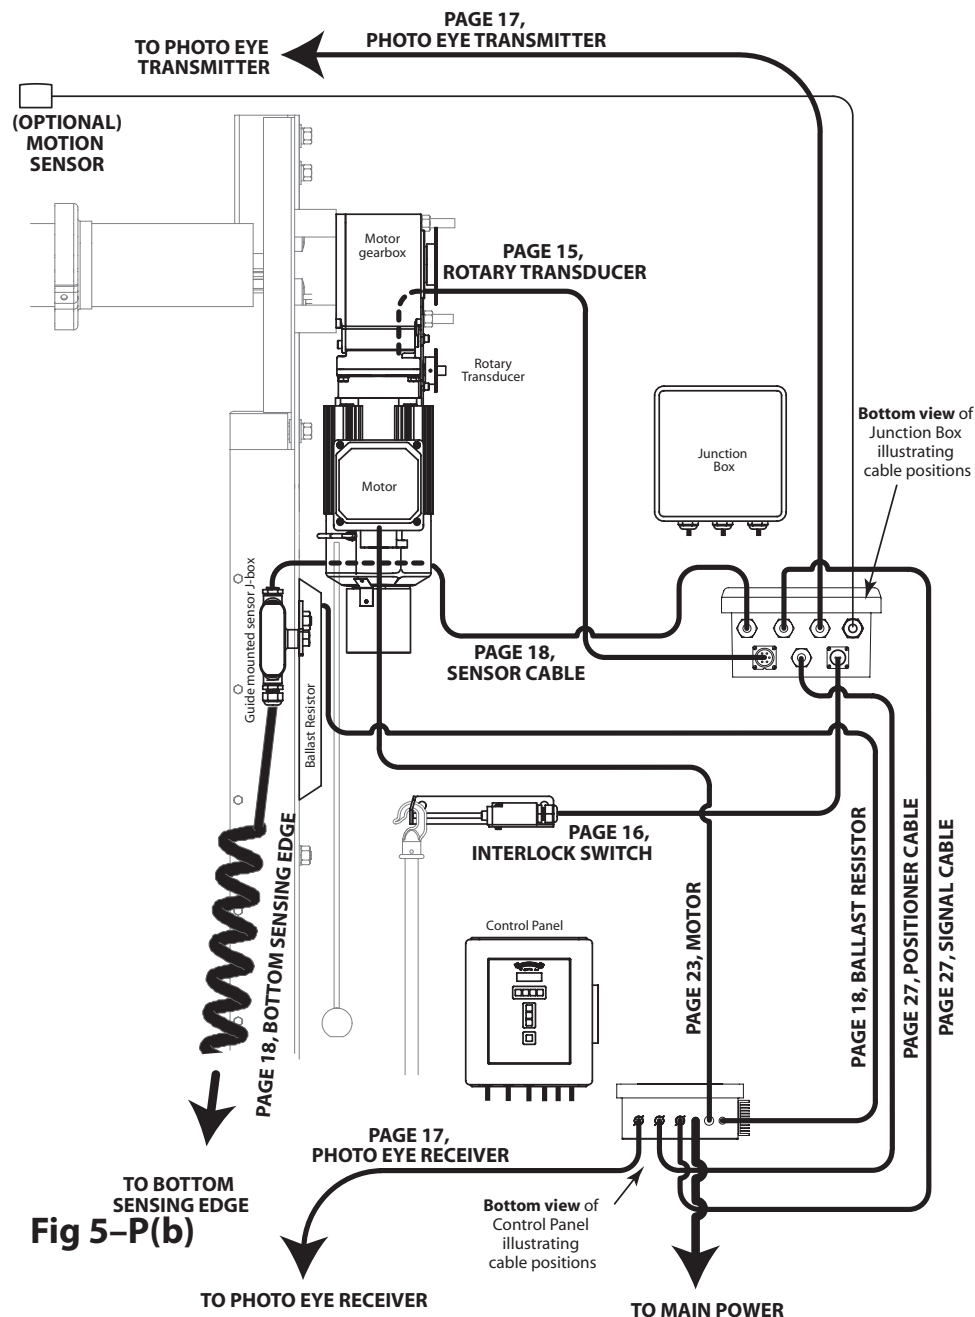 PAGE 17,
PHOTO EYE TRANSMITTER
TO PHOTO EYE
TRANSMITTER
(OPTIONAL)
MOTION
SENSOR
Motor
gearbox
PAGE 15,
ROTARY TRANSDUCER
Rotary
Transducer
Junction
Box
Bottom view of
Junction Box
illustrating
cable positions
Motor
Guide mounted sensor J-box
Ballast Resistor
PAGE 18,
SENSOR CABLE
PAGE 16,
INTERLOCK SWITCH
PAGE 18, BOTTOM SENSING EDGE
Control Panel
PAGE 23, MOTOR
PAGE 18, BALLAST RESISTOR
PAGE 27, POSITIONER CABLE
PAGE 27, SIGNAL CABLE
PAGE 17,
PHOTO EYE RECEIVER
TO BOTTOM
SENSING EDGE
Fig 5–P(b)
Bottom view of
Control Panel
illustrating
cable positions
TO PHOTO EYE RECEIVER
TO MAIN POWER